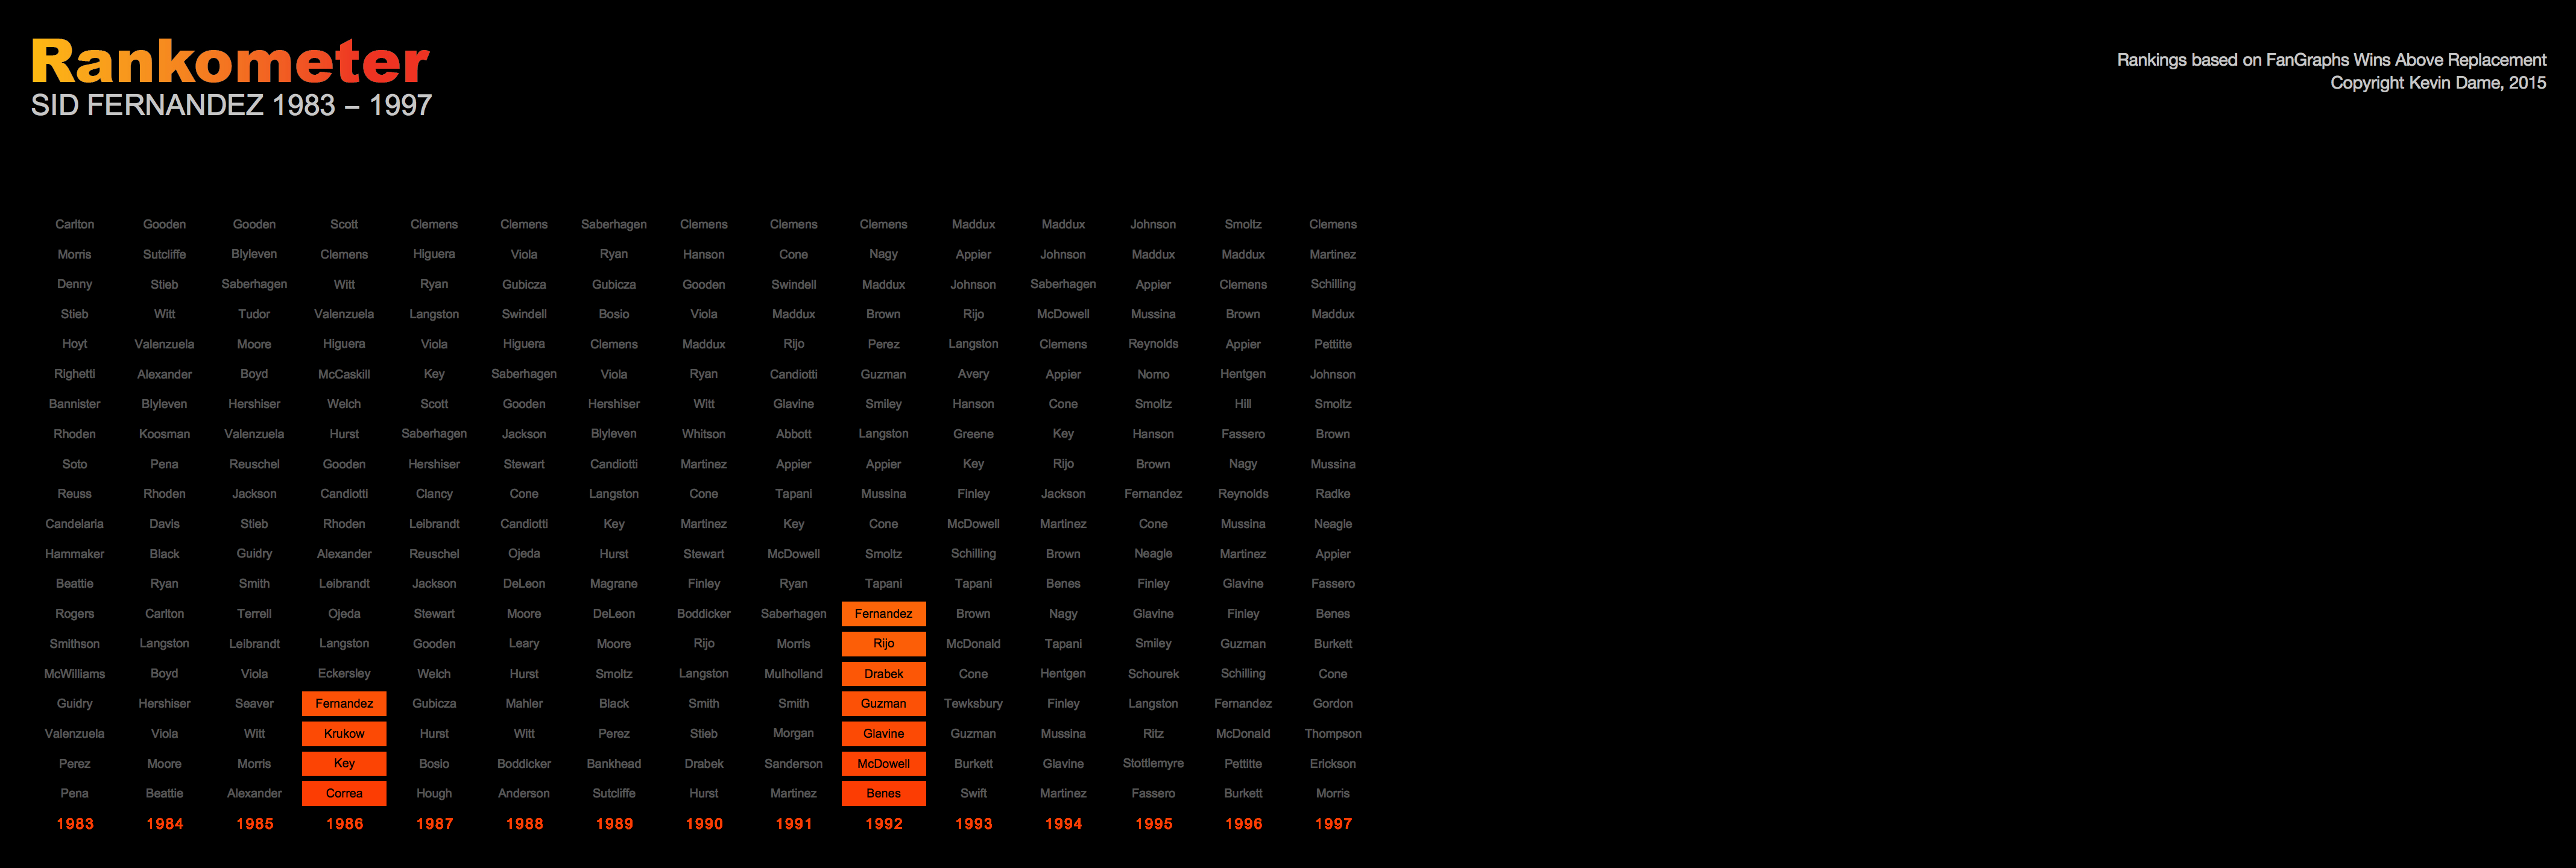 Rankometer
SID FERNANDEZ 1983 – 1997
Rankings based on FanGraphs Wins Above Replacement
Copyright Kevin Dame, 2015
Carlton Gooden Gooden Scott Clemens Clemens Saberhagen Clemens Clemens Clemens Maddux Maddux Johnson Smoltz Clemens
Morris Sutcliffe Blyleven Clemens Higuera Viola Ryan Hanson Cone Nagy Appier Johnson Maddux Maddux Martinez
Denny Stieb Saberhagen Witt Ryan Gubicza Gubicza Gooden Swindell Maddux Johnson Saberhagen Appier Clemens Schilling
Stieb Witt Tudor Valenzuela Langston Swindell Bosio Viola Maddux Brown Rijo McDowell Mussina Brown Maddux
Hoyt Valenzuela Moore Higuera Viola Higuera Clemens Maddux Rijo Perez Langston Clemens Reynolds Appier Pettitte
Righetti Alexander Boyd McCaskill Key Saberhagen Viola Ryan Candiotti Guzman Avery Appier Nomo Hentgen Johnson
Bannister Blyleven Hershiser Welch Scott Gooden Hershiser Witt Glavine Smiley Hanson Cone Smoltz Hill Smoltz
Rhoden Koosman Valenzuela Hurst Saberhagen Jackson Blyleven Whitson Abbott Langston Greene Key Hanson Fassero Brown
Soto Pena Reuschel Gooden Hershiser Stewart Candiotti Martinez Appier Appier Key Rijo Brown Nagy Mussina
Reuss Rhoden Jackson Candiotti Clancy Cone Langston Cone Tapani Mussina Finley Jackson Fernandez Reynolds Radke
Candelaria Davis Stieb Rhoden Leibrandt Candiotti Key Martinez Key Cone McDowell Martinez Cone Mussina Neagle
Hammaker Black Guidry Alexander Reuschel Ojeda Hurst Stewart McDowell Smoltz Schilling Brown Neagle Martinez Appier
Beattie Ryan Smith Leibrandt Jackson DeLeon Magrane Finley Ryan Tapani Tapani Benes Finley Glavine Fassero
Rogers Carlton Terrell Ojeda Stewart Moore DeLeon Boddicker Saberhagen Fernandez Brown Nagy Glavine Finley Benes
Smithson Langston Leibrandt Langston Gooden Leary Moore Rijo Morris Rijo McDonald Tapani Smiley Guzman Burkett
McWilliams Boyd Viola Eckersley Welch Hurst Smoltz Langston Mulholland Drabek Cone Hentgen Schourek Schilling Cone
Guidry Hershiser Seaver Fernandez Gubicza Mahler Black Smith Smith Guzman Tewksbury Finley Langston Fernandez Gordon
Valenzuela Viola Witt Krukow Hurst Witt Perez Stieb Morgan Glavine Guzman Mussina Ritz McDonald Thompson
Perez Moore Morris Key Bosio Boddicker Bankhead Drabek Sanderson McDowell Burkett Glavine Stottlemyre Pettitte Erickson
Pena Beattie Alexander Correa Hough Anderson Sutcliffe Hurst Martinez Benes Swift Martinez Fassero Burkett Morris
1983 1984 1985 1986 1987 1988 1989 1990 1991 1992 1993 1994 1995 1996 1997